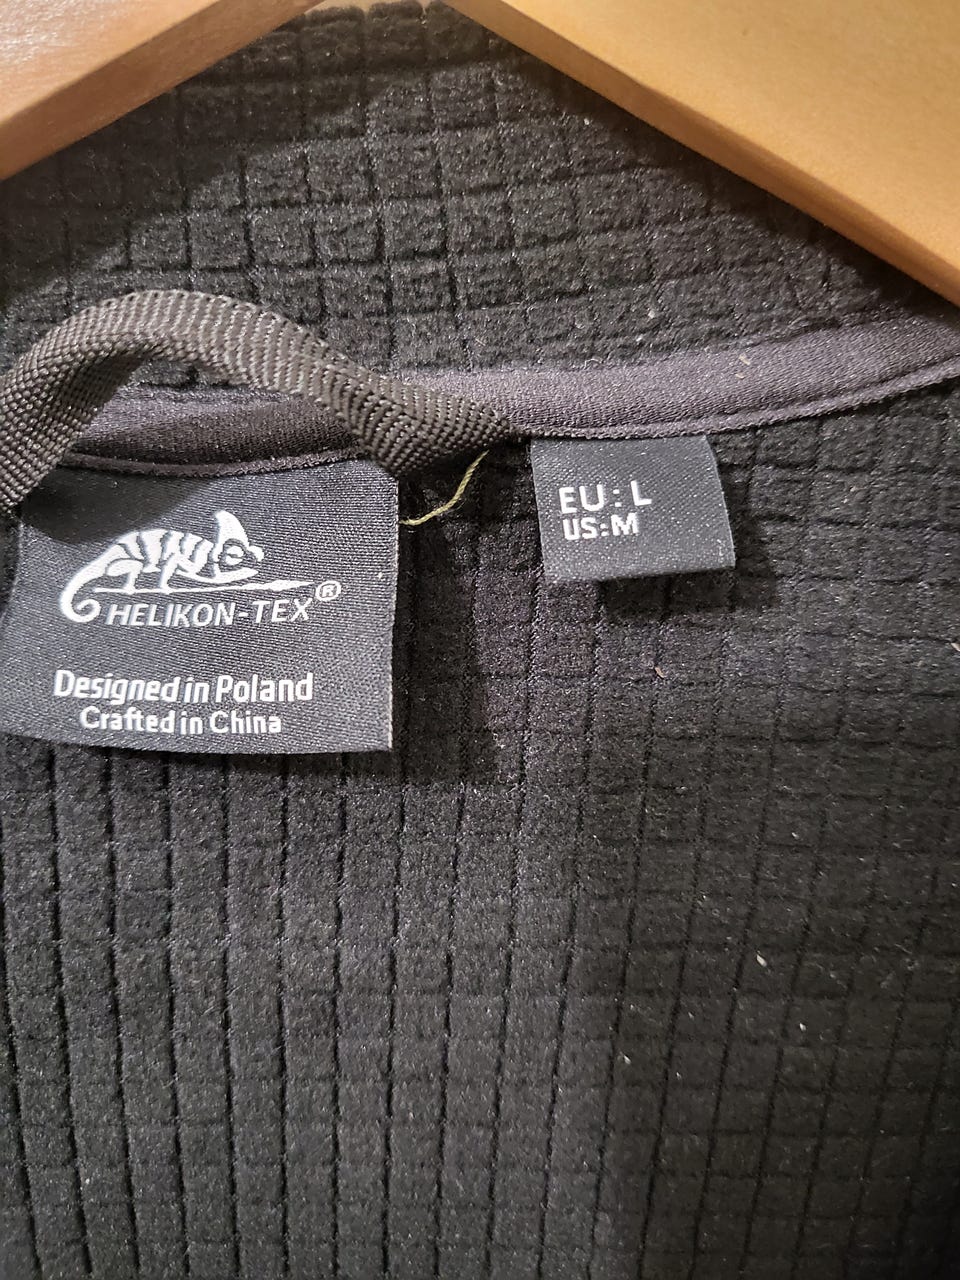 HELIKON-TEX®
Designed in Poland
Crafted in China
EU: L
US:M